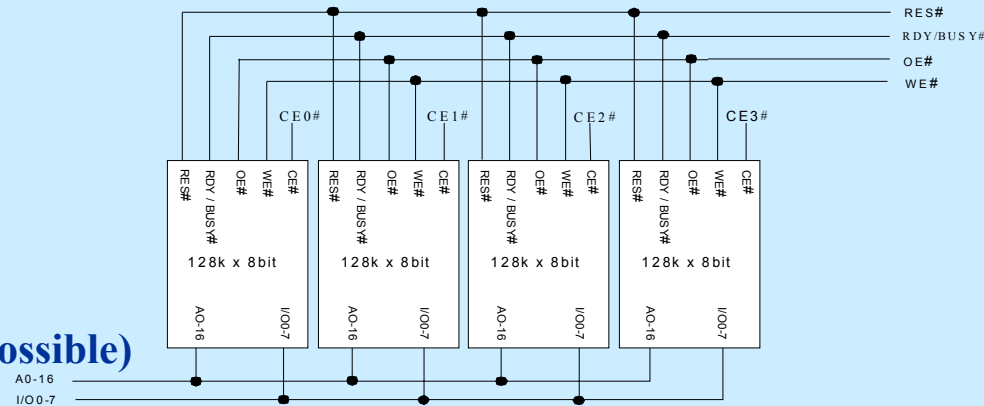 RES#
RDY/BUSY#
OE#
WE#
CE0# CE1# CE2# CE3#
RES# RDY / BUSY# OE# WE# CE# RES# RDY / BUSY# OE# WE# CE# RES# RDY / BUSY# OE# WE# CE# RES# RDY / BUSY# OE# WE# CE#
128k x 8bit 128k x 8bit 128k x 8bit 128k x 8bit
AO-16 I/O0-7 AO-16 I/O0-7 AO-16 I/O0-7 AO-16 I/O0-7
ossible)
A0-16
I/O0-7